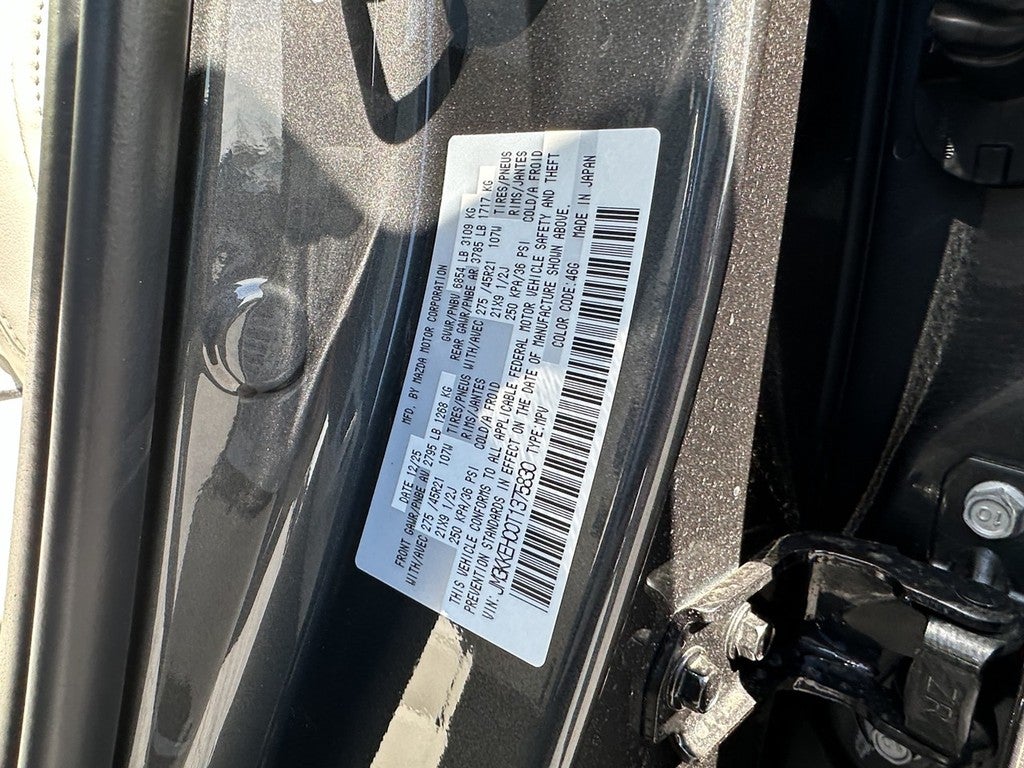 MFD. BY MAZDA MOTOR CORPORATION
DATE 12/25 GVWR/PNBV 6854 LB 3109 KG
FRONT GAWR/PNBE AV 2795 LB 1268 KG REAR GAWR/PNBE AR 3785 LB 1717 KG
WITH/AVEC 275 /45R21 107W TIRES/PNEUS WITH/AVEC 275 /45R21 107W TIRES/PNEUS
21X9 1/2J RIMS/JANTES 21X9 1/2J RIMS/JANTES
250 KPA/36 PSI COLD/A FROID 250 KPA/36 PSI COLD/A FROID
THIS VEHICLE CONFORMS TO ALL APPLICABLE FEDERAL MOTOR VEHICLE SAFETY AND THEFT
PREVENTION STANDARDS IN EFFECT ON THE DATE OF MANUFACTURE SHOWN ABOVE.
VIN: JM3KKEHC0T1375830 TYPE:MPV COLOR CODE:46G MADE IN JAPAN
10